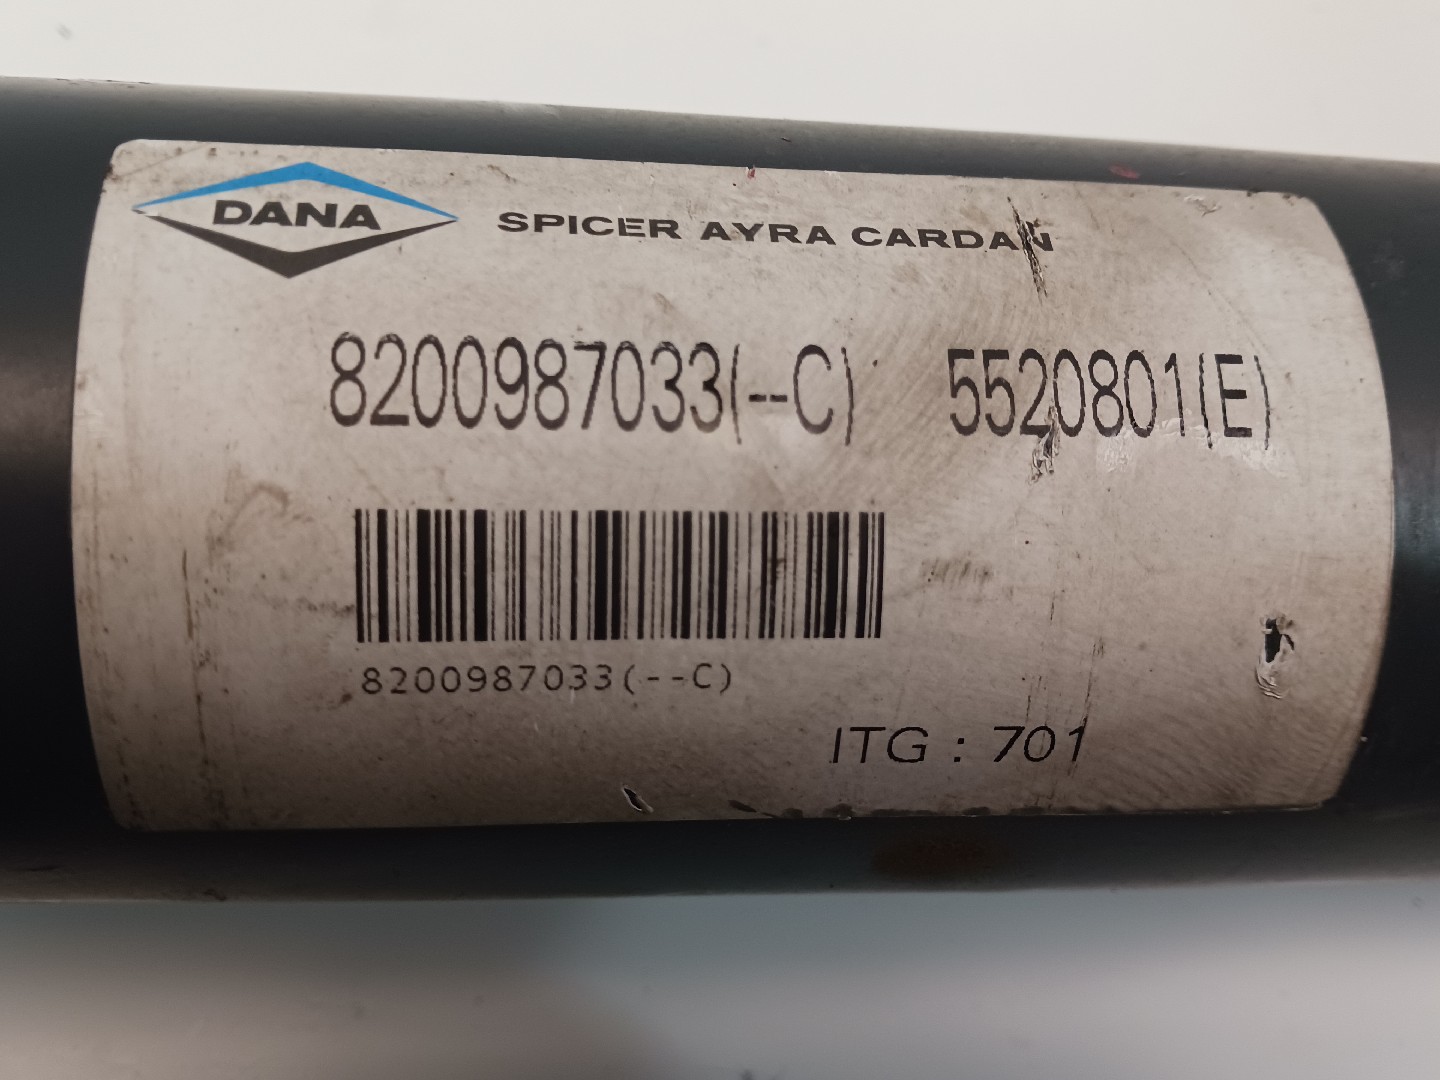 DANA SPICER AYRA CARDAN
8200987033(--C) 5520801(E)
8200987033(--C)
ITG : 701